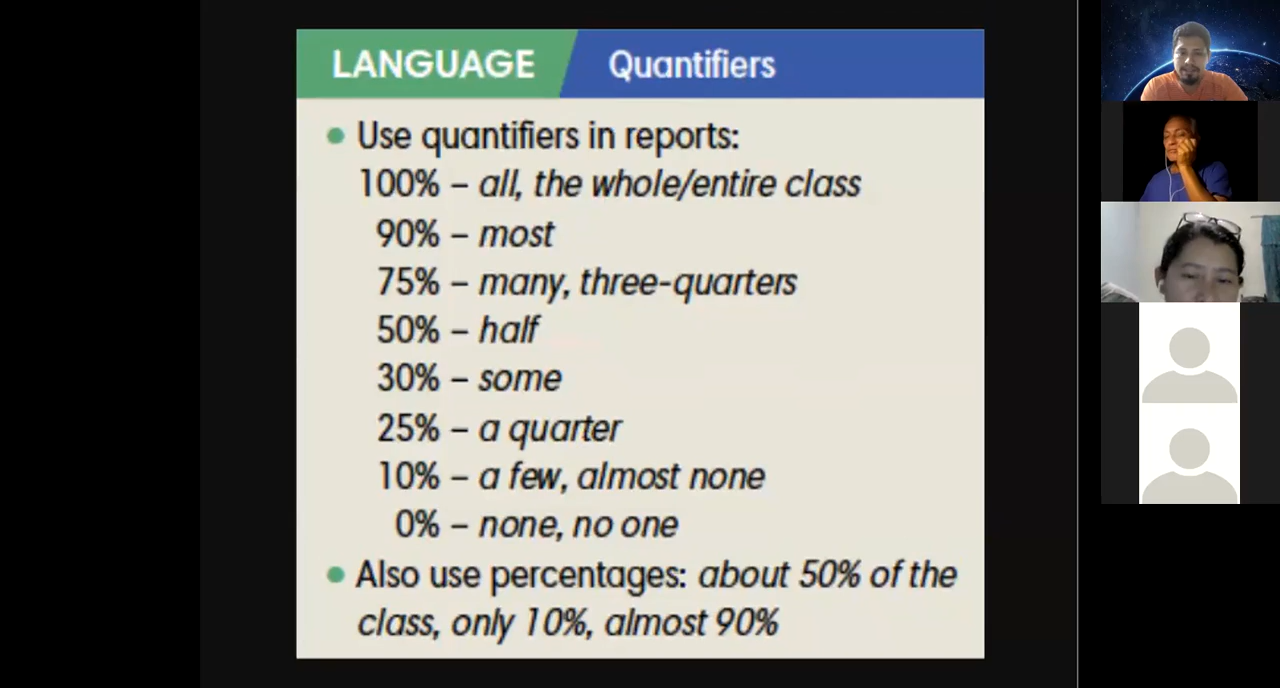 LANGUAGE Quantifiers
• Use quantifiers in reports:
100% – all, the whole/entire class
90% – most
75% – many, three-quarters
50% – half
30% – some
25% – a quarter
10% – a few, almost none
0% – none, no one
• Also use percentages: about 50% of the
class, only 10%, almost 90%